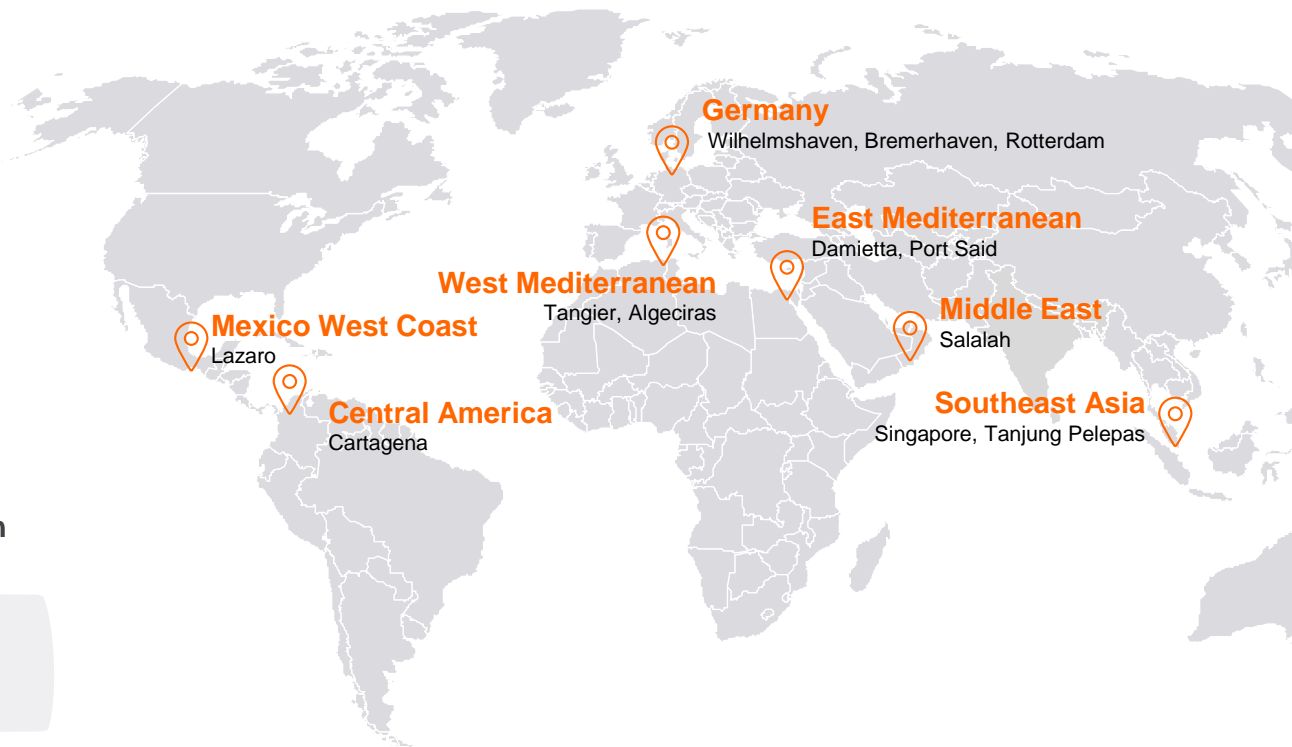 Germany
Wilhelmshaven, Bremerhaven, Rotterdam
East Mediterranean
Damietta, Port Said
West Mediterranean
Tangier, Algeciras
Middle East
Salalah
Mexico West Coast
Lazaro
Central America
Cartagena
Southeast Asia
Singapore, Tanjung Pelepas